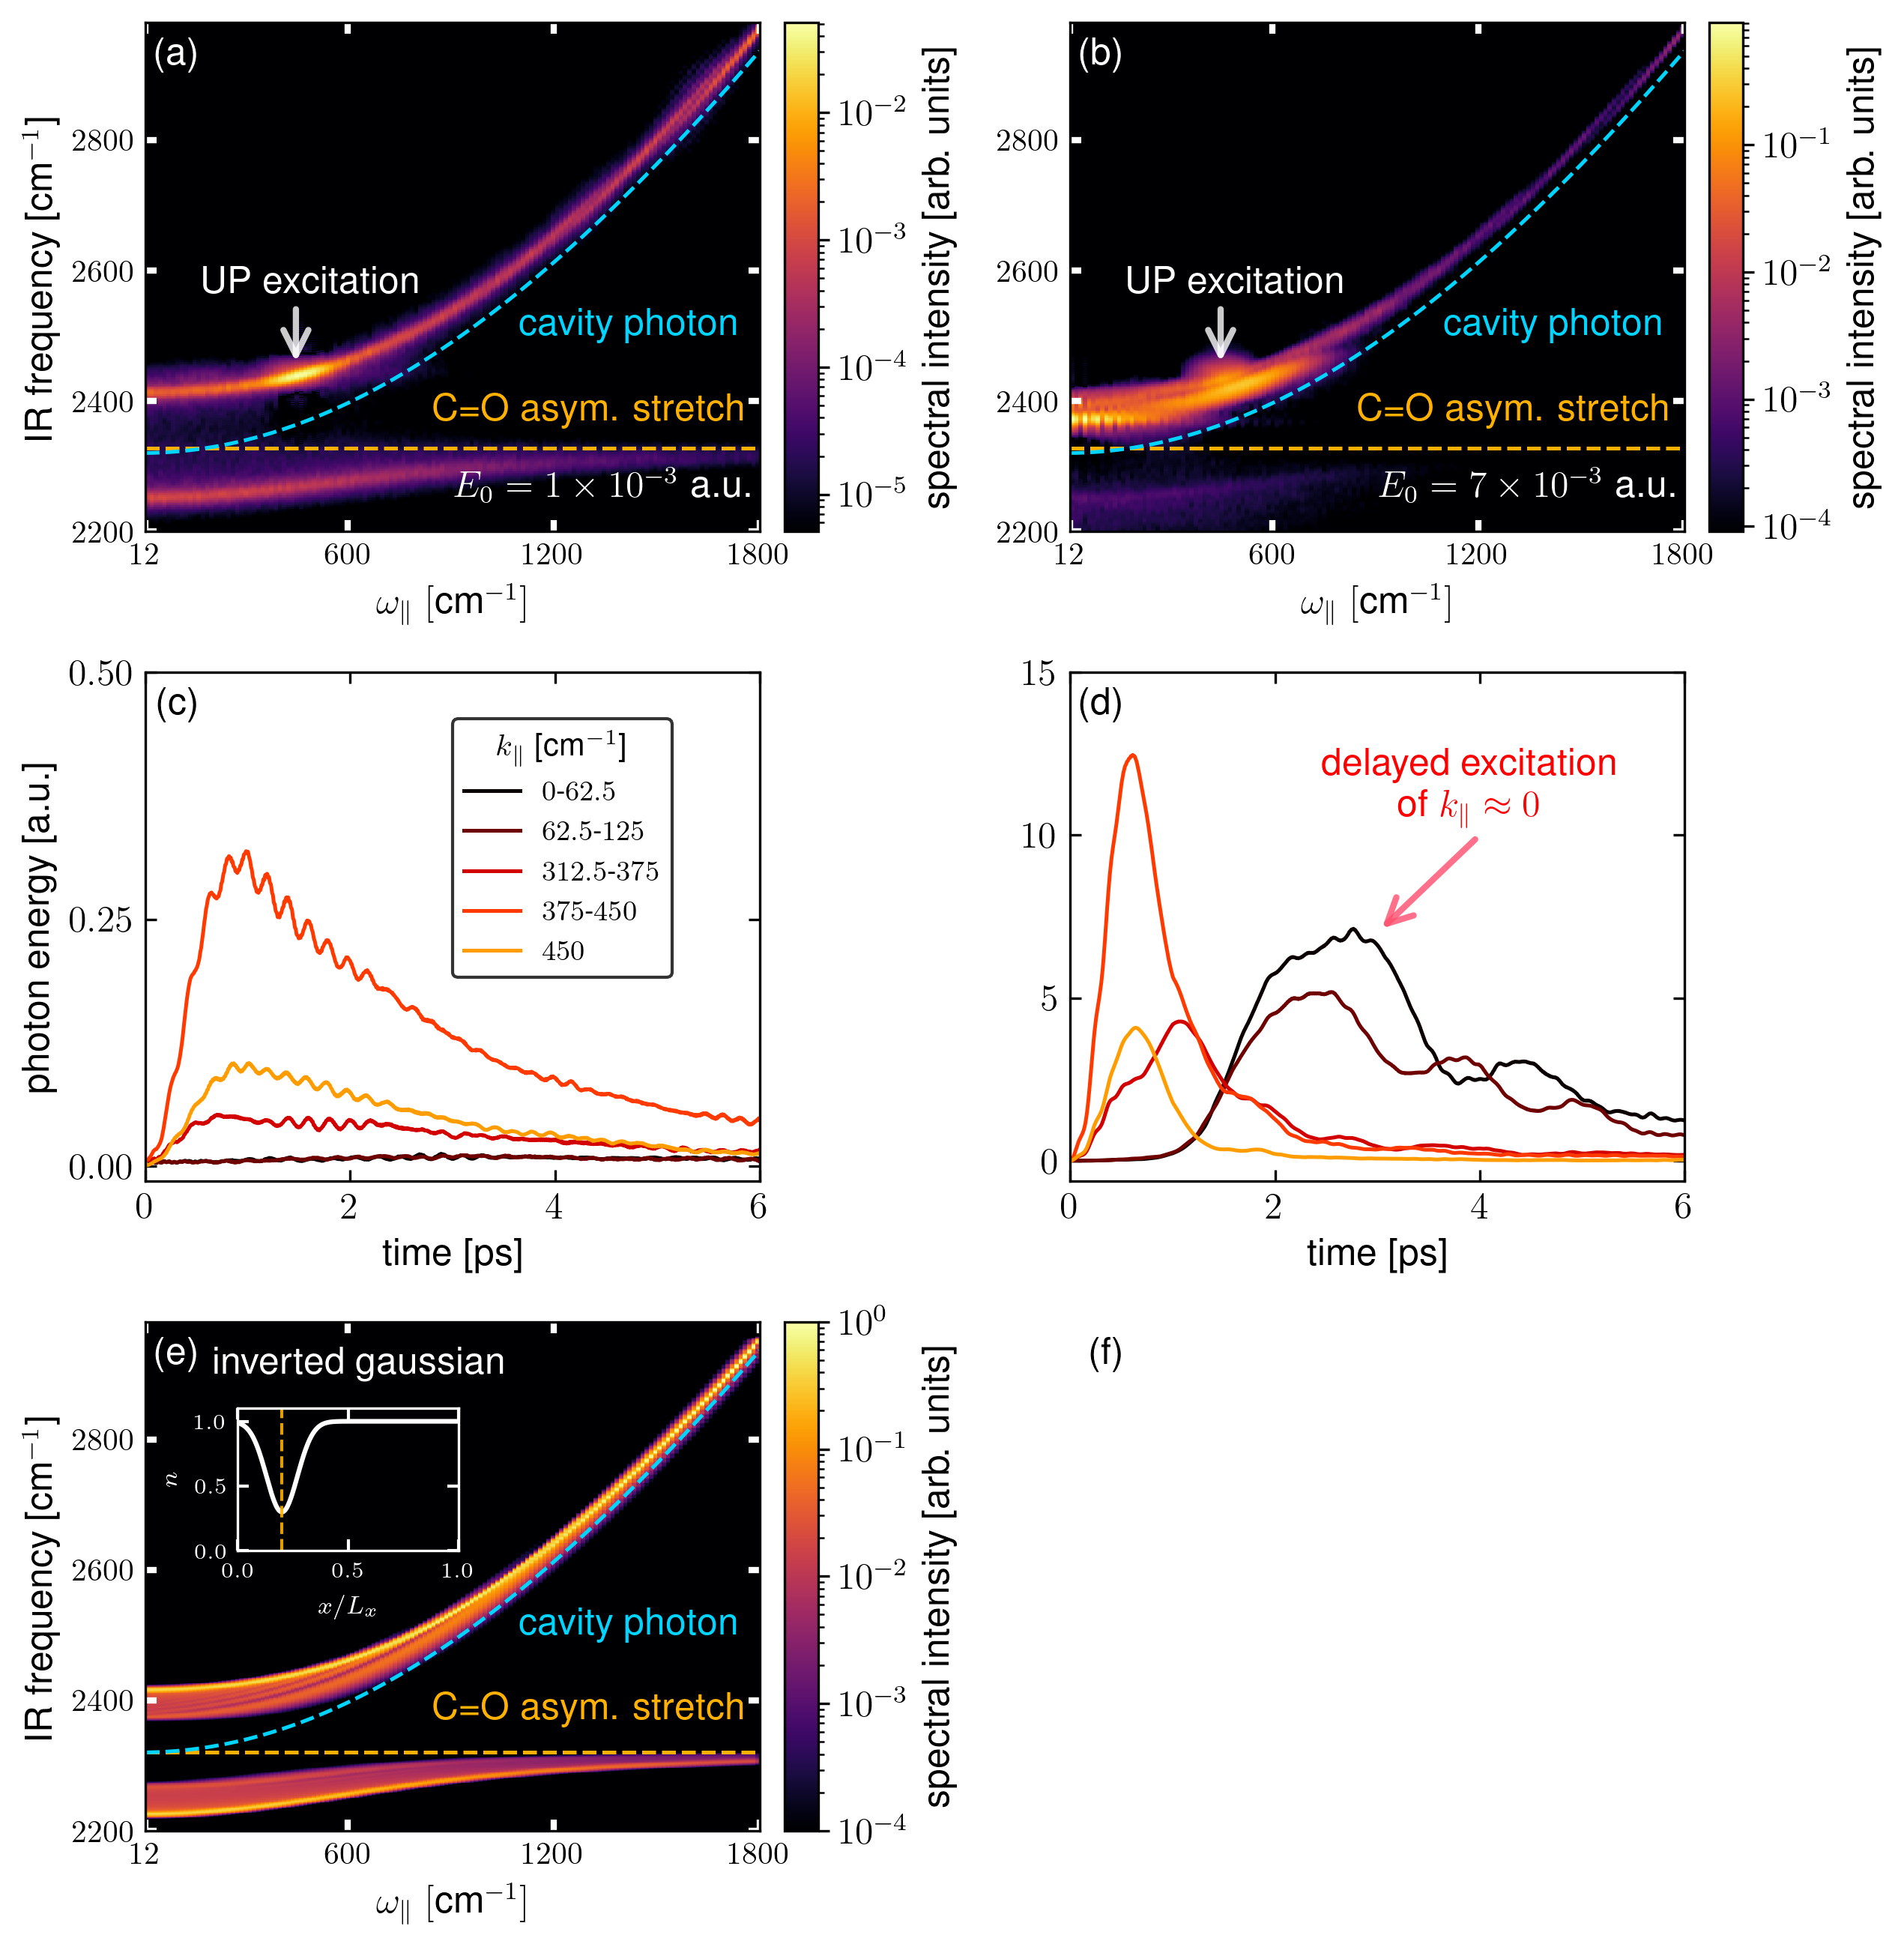 (a)
UP excitation
cavity photon
C=O asym. stretch
E₀ = 1 × 10⁻³ a.u.
IR frequency [cm⁻¹]
2800
2600
2400
2200
12 600 1200 1800
ω∥ [cm⁻¹]
10⁻²
10⁻³
10⁻⁴
10⁻⁵
spectral intensity [arb. units]
(b)
UP excitation
cavity photon
C=O asym. stretch
E₀ = 7 × 10⁻³ a.u.
2800
2600
2400
2200
12 600 1200 1800
ω∥ [cm⁻¹]
10⁻¹
10⁻²
10⁻³
10⁻⁴
spectral intensity [arb. units]
(c)
k∥ [cm⁻¹]
0-62.5
62.5-125
312.5-375
375-450
450
photon energy [a.u.]
0.50
0.25
0.00
0 2 4 6
time [ps]
(d)
delayed excitation
of k∥ ≈ 0
15
10
5
0
0 2 4 6
time [ps]
(e) inverted gaussian
1.0
0.5
0.0
n
0.0 0.5 1.0
x/Lₓ
cavity photon
C=O asym. stretch
IR frequency [cm⁻¹]
2800
2600
2400
2200
12 600 1200 1800
ω∥ [cm⁻¹]
10⁰
10⁻¹
10⁻²
10⁻³
10⁻⁴
spectral intensity [arb. units]
(f)